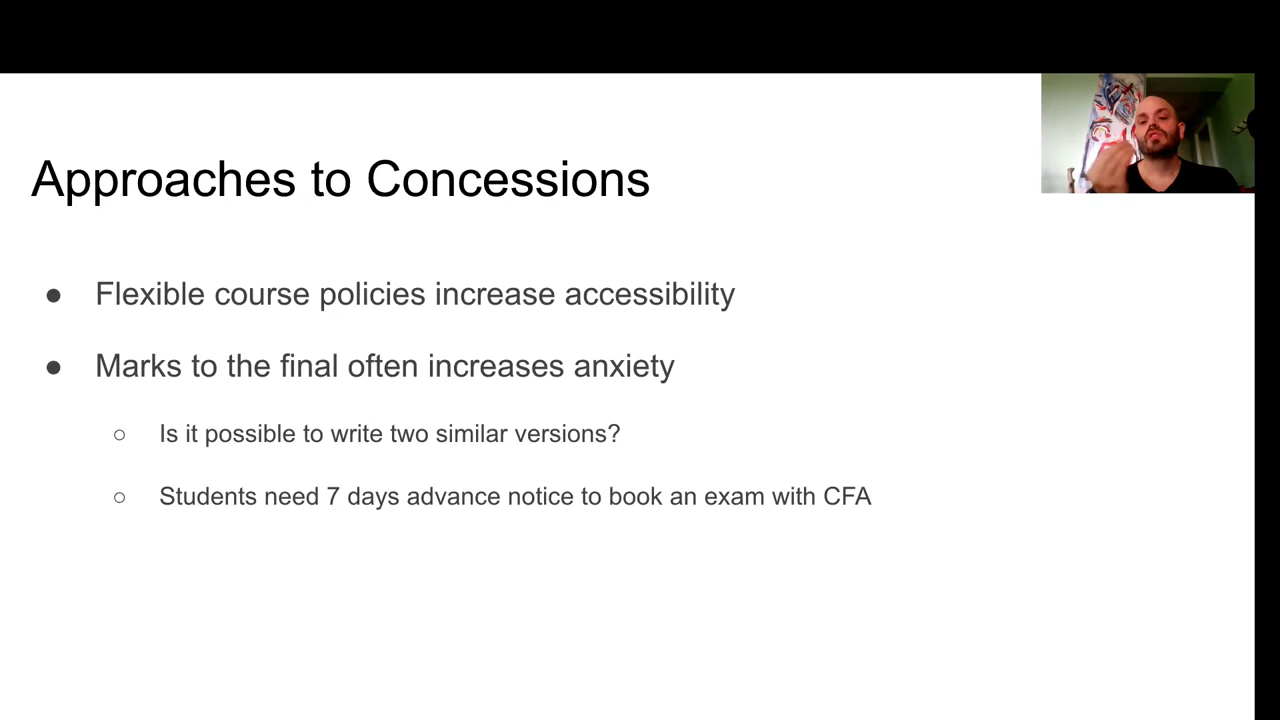 Approaches to Concessions
● Flexible course policies increase accessibility
● Marks to the final often increases anxiety
○ Is it possible to write two similar versions?
○ Students need 7 days advance notice to book an exam with CFA